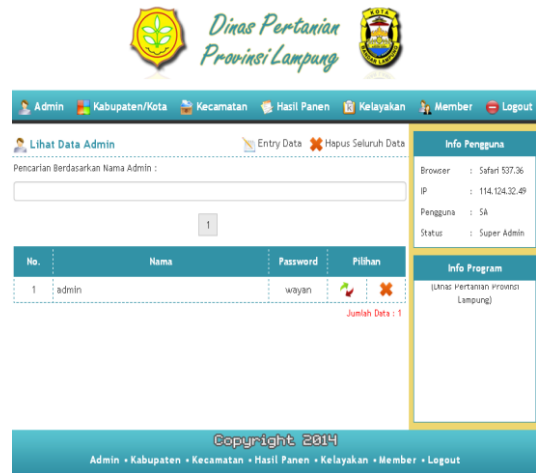 Dinas Pertanian
Provinsi Lampung
KOTA
Admin Kabupaten/Kota Kecamatan Hasil Panen Kelayakan Member Logout
Lihat Data Admin Entry Data Hapus Seluruh Data
Pencarian Berdasarkan Nama Admin :
1
No. Nama Password Pilihan
1 admin wayan
Jumlah Data : 1
Info Pengguna
Browser : Safari 537.36
IP : 114.124.32.49
Pengguna : SA
Status : Super Admin
Info Program
(Dinas Pertanian Provinsi
Lampung)
Copyright 2014
Admin • Kabupaten • Kecamatan • Hasil Panen • Kelayakan • Member • Logout